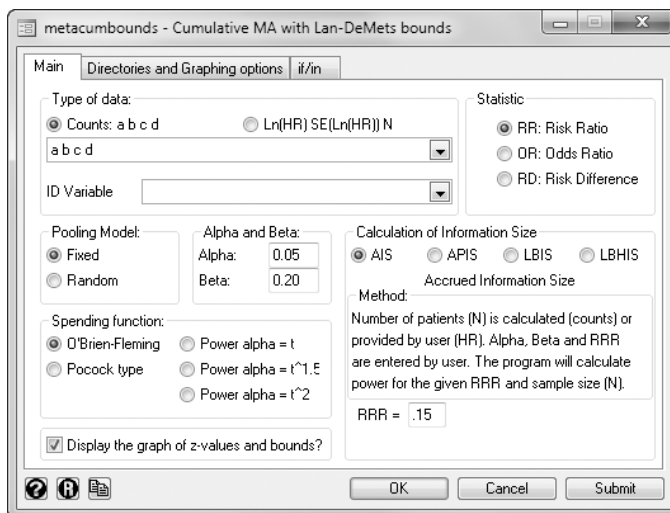 metacumbounds - Cumulative MA with Lan-DeMets bounds
Main
Directories and Graphing options
if/in
Type of data:
Counts: a b c d
Ln(HR) SE(Ln(HR)) N
a b c d
ID Variable
Statistic
RR: Risk Ratio
OR: Odds Ratio
RD: Risk Difference
Pooling Model:
Fixed
Random
Alpha and Beta:
Alpha: 0.05
Beta: 0.20
Spending function:
O'Brien-Fleming
Pocock type
Power alpha = t
Power alpha = t^1.5
Power alpha = t^2
Display the graph of z-values and bounds?
Calculation of Information Size
AIS
APIS
LBIS
LBHIS
Accrued Information Size
Method:
Number of patients (N) is calculated (counts) or
provided by user (HR). Alpha, Beta and RRR
are entered by user. The program will calculate
power for the given RRR and sample size (N).
RRR = .15
? R
OK
Cancel
Submit